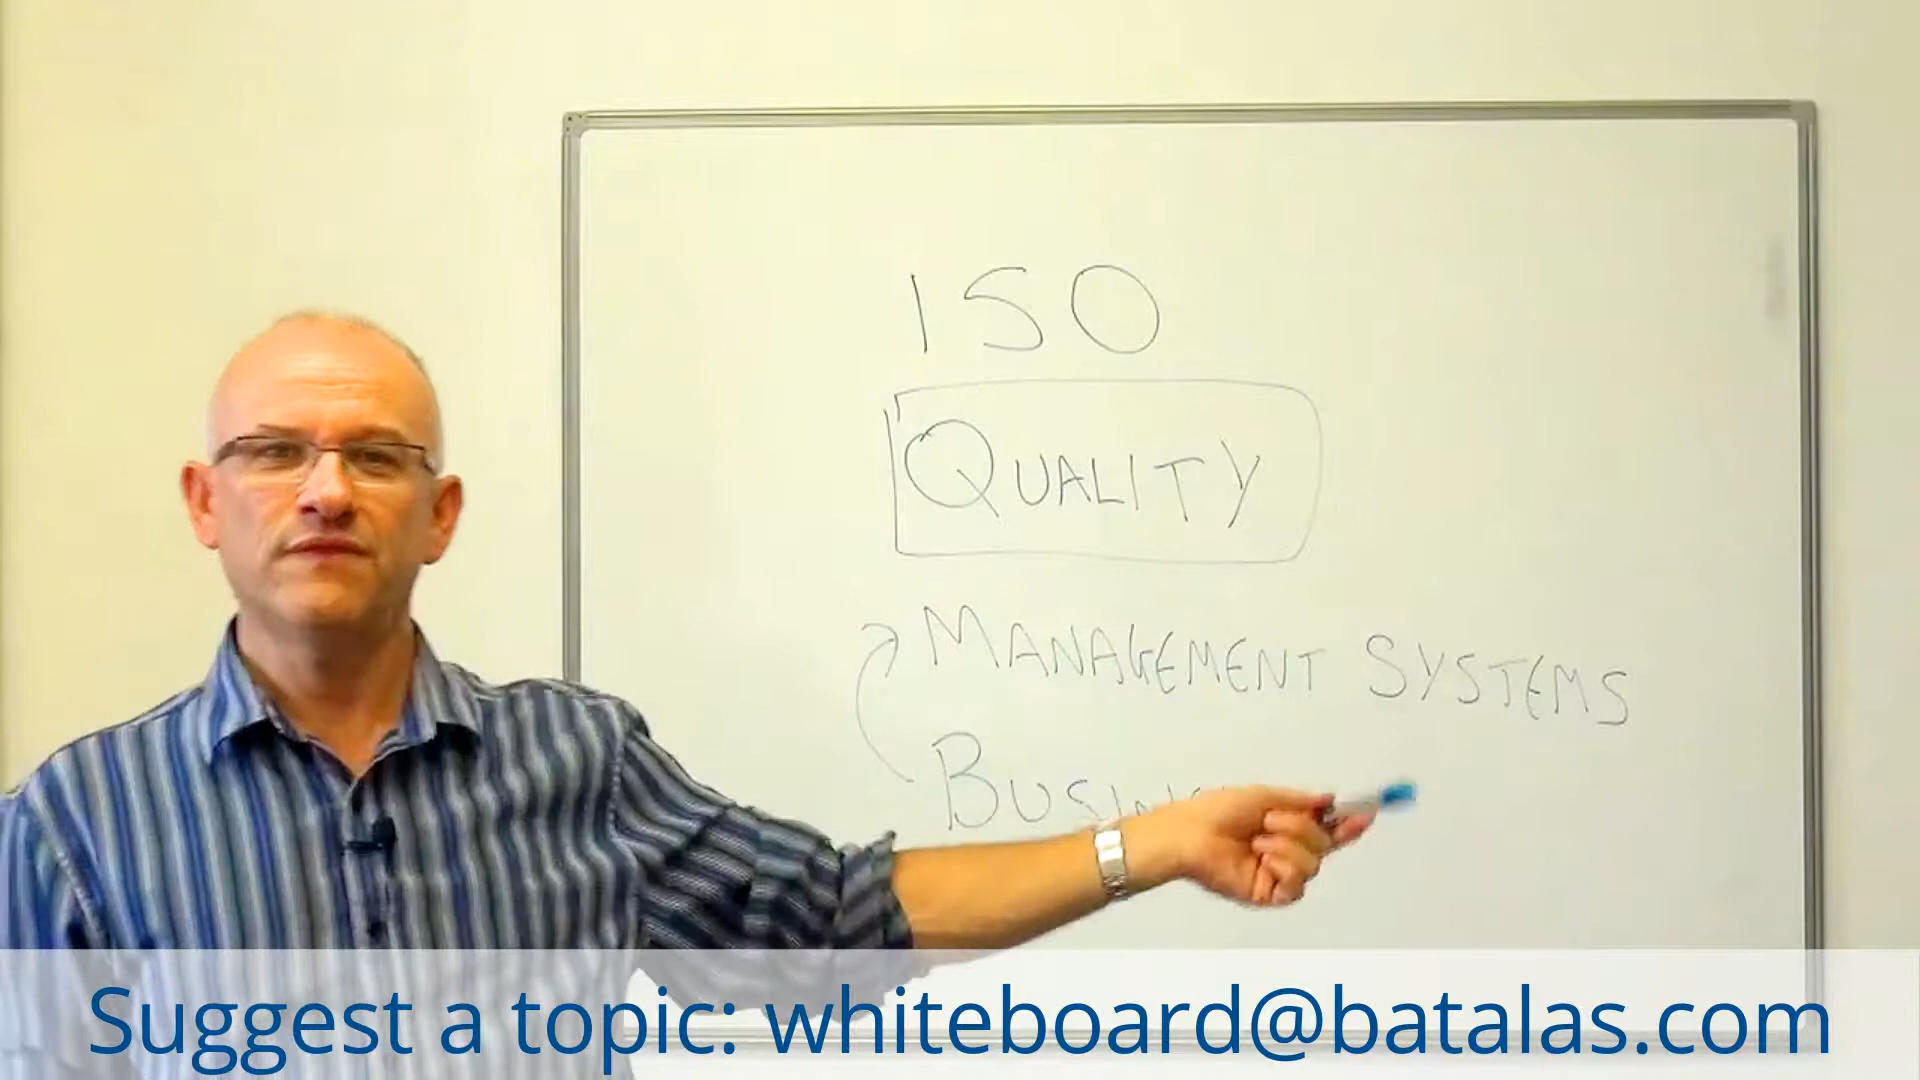 ISO
QUALITY
MANAGEMENT SYSTEMS
Suggest a topic: whiteboard@batalas.com